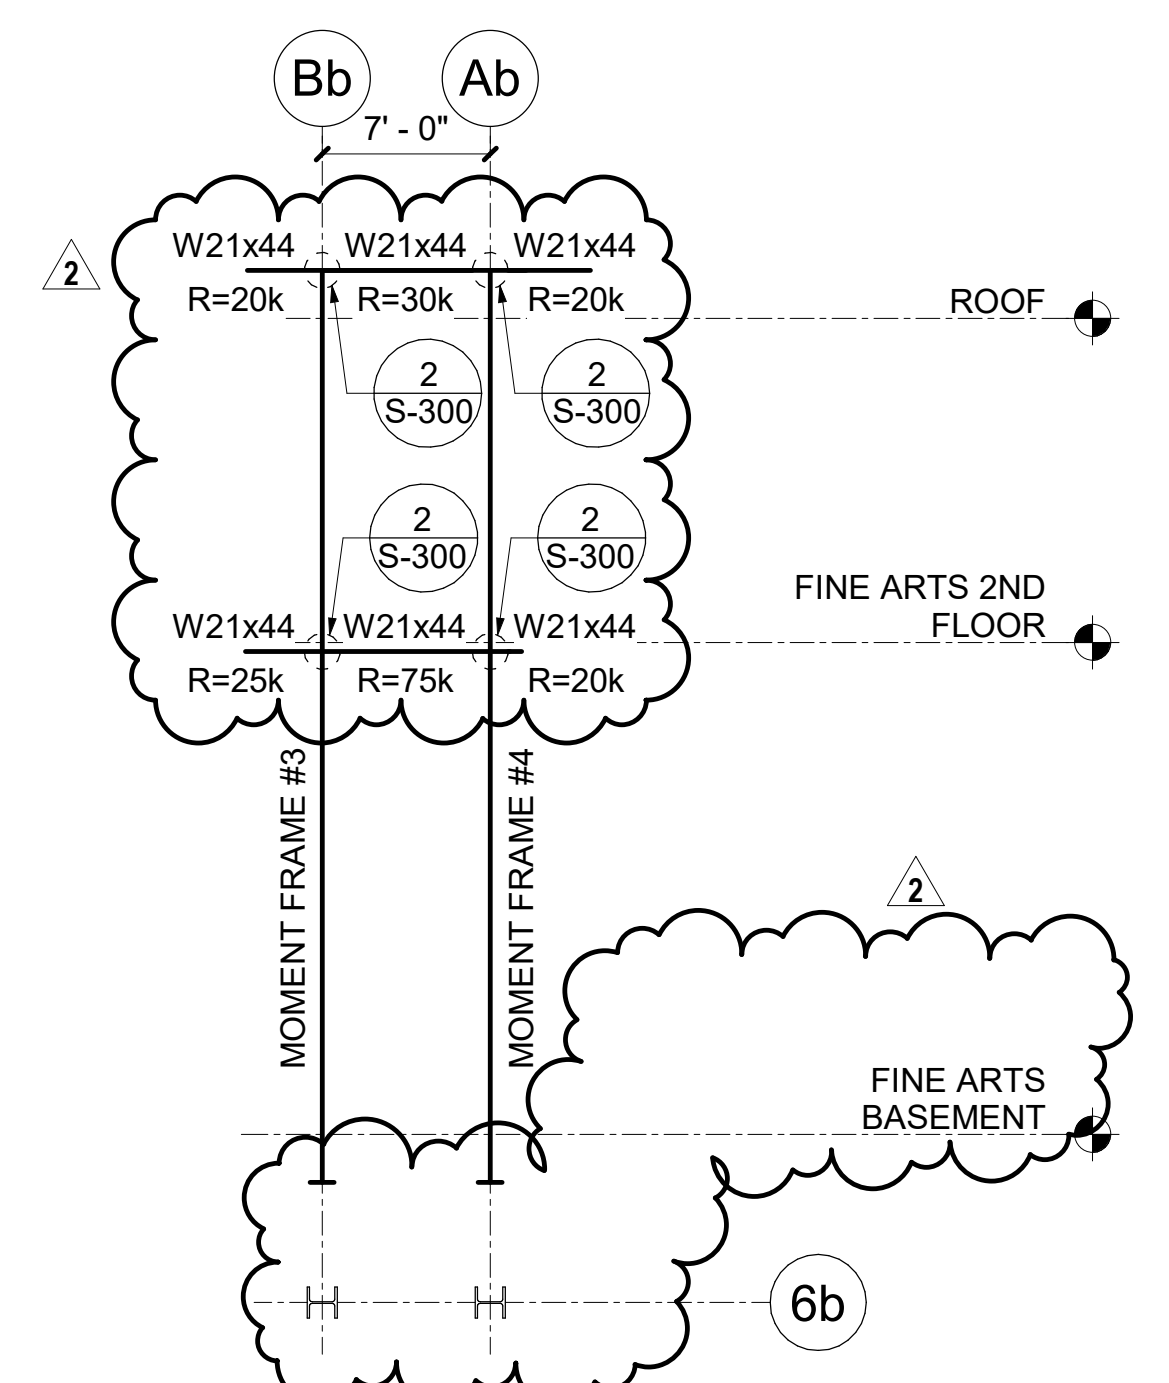 Bb
Ab
7' - 0"
W21x44
W21x44
W21x44
2
R=20k
R=30k
R=20k
ROOF
2
S-300
2
S-300
2
S-300
2
S-300
FINE ARTS 2ND
FLOOR
W21x44
W21x44
W21x44
R=25k
R=75k
R=20k
MOMENT FRAME #3
MOMENT FRAME #4
2
FINE ARTS
BASEMENT
6b